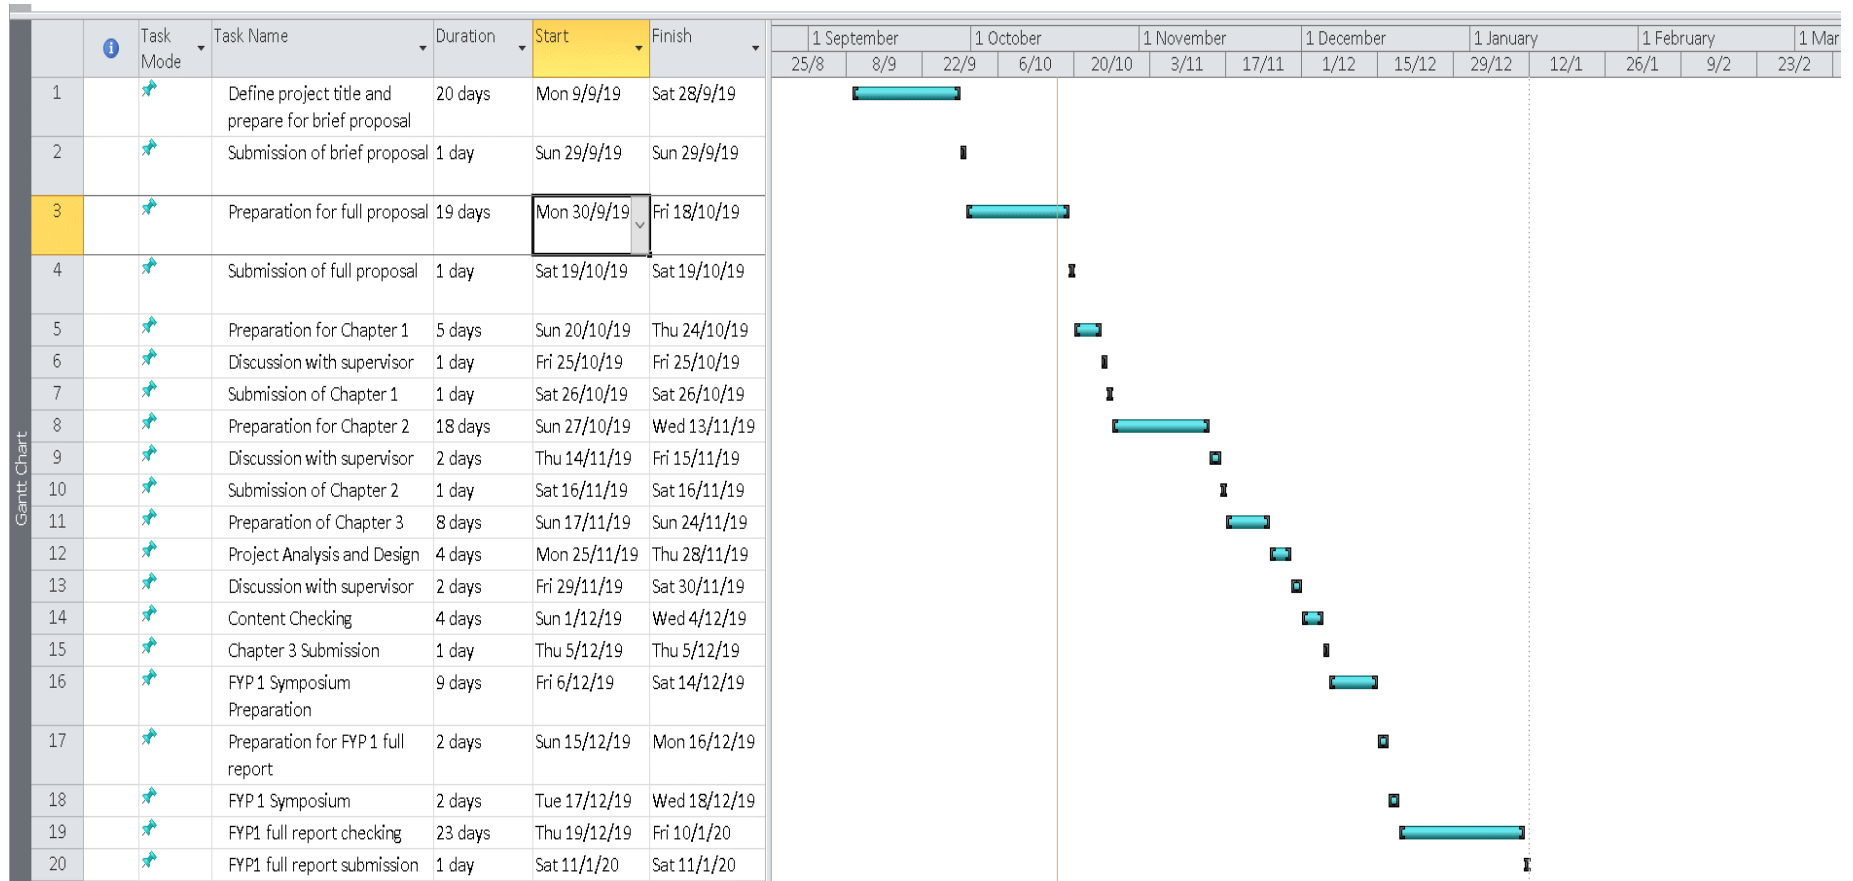 Task Mode Task Name Duration Start Finish
1 September 1 October 1 November 1 December 1 January 1 February 1 Mar
25/8 8/9 22/9 6/10 20/10 3/11 17/11 1/12 15/12 29/12 12/1 26/1 9/2 23/2
1 Define project title and prepare for brief proposal 20 days Mon 9/9/19 Sat 28/9/19
2 Submission of brief proposal 1 day Sun 29/9/19 Sun 29/9/19
3 Preparation for full proposal 19 days Mon 30/9/19 Fri 18/10/19
4 Submission of full proposal 1 day Sat 19/10/19 Sat 19/10/19
5 Preparation for Chapter 1 5 days Sun 20/10/19 Thu 24/10/19
6 Discussion with supervisor 1 day Fri 25/10/19 Fri 25/10/19
7 Submission of Chapter 1 1 day Sat 26/10/19 Sat 26/10/19
8 Preparation for Chapter 2 18 days Sun 27/10/19 Wed 13/11/19
9 Discussion with supervisor 2 days Thu 14/11/19 Fri 15/11/19
10 Submission of Chapter 2 1 day Sat 16/11/19 Sat 16/11/19
11 Preparation of Chapter 3 8 days Sun 17/11/19 Sun 24/11/19
12 Project Analysis and Design 4 days Mon 25/11/19 Thu 28/11/19
13 Discussion with supervisor 2 days Fri 29/11/19 Sat 30/11/19
14 Content Checking 4 days Sun 1/12/19 Wed 4/12/19
15 Chapter 3 Submission 1 day Thu 5/12/19 Thu 5/12/19
16 FYP 1 Symposium Preparation 9 days Fri 6/12/19 Sat 14/12/19
17 Preparation for FYP 1 full report 2 days Sun 15/12/19 Mon 16/12/19
18 FYP 1 Symposium 2 days Tue 17/12/19 Wed 18/12/19
19 FYP1 full report checking 23 days Thu 19/12/19 Fri 10/1/20
20 FYP1 full report submission 1 day Sat 11/1/20 Sat 11/1/20
Gantt Chart